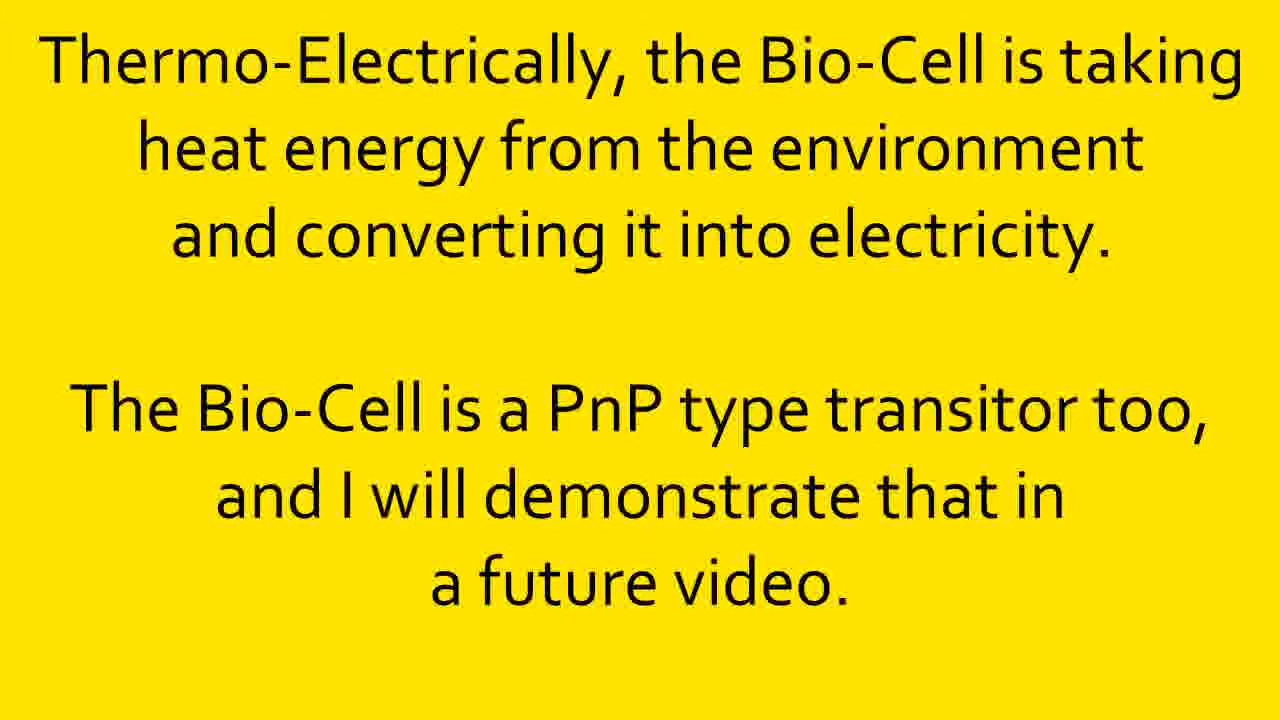 Thermo-Electrically, the Bio-Cell is taking
heat energy from the environment
and converting it into electricity.
The Bio-Cell is a PnP type transitor too,
and I will demonstrate that in
a future video.